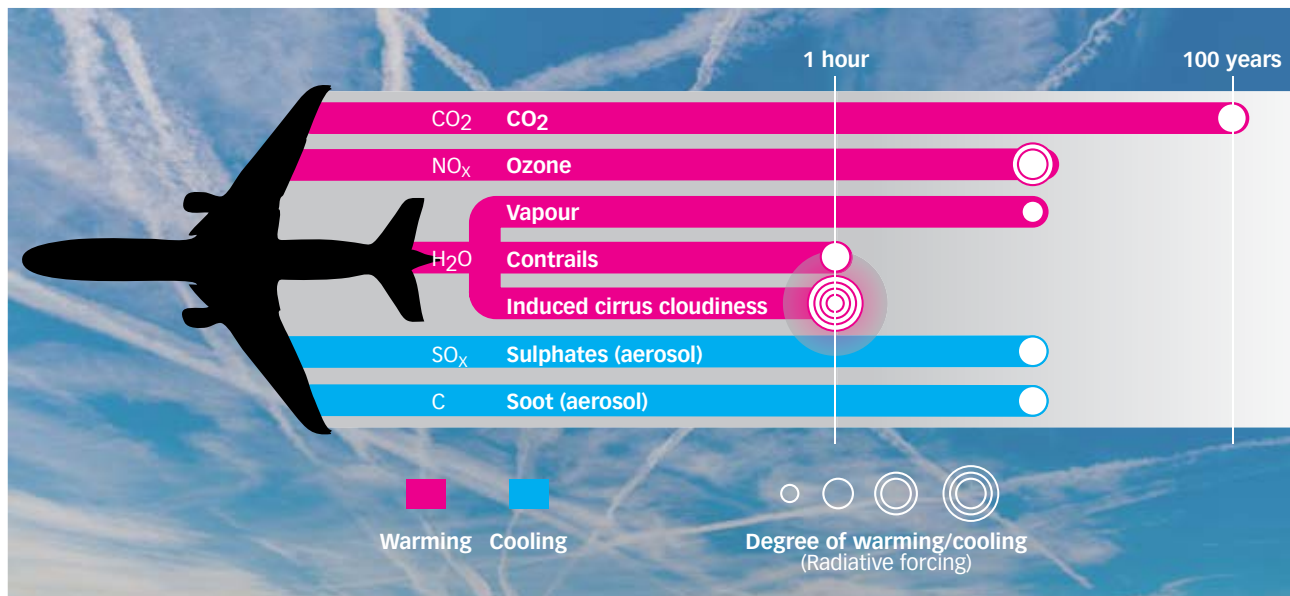 1 hour 100 years
CO₂ CO₂
NOₓ Ozone
Vapour
H₂O Contrails
Induced cirrus cloudiness
SOₓ Sulphates (aerosol)
C Soot (aerosol)
Warming Cooling
Degree of warming/cooling
(Radiative forcing)